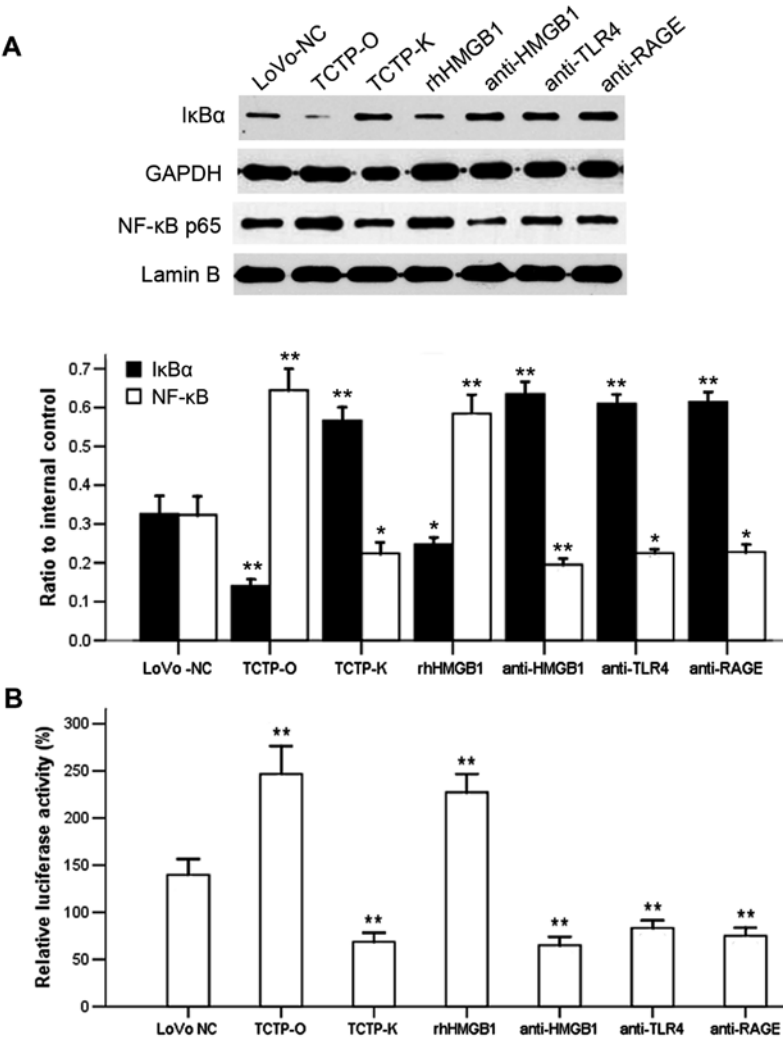 A
LoVo-NC TCTP-O TCTP-K rhHMGB1 anti-HMGB1 anti-TLR4 anti-RAGE
IκBα
GAPDH
NF-κB p65
Lamin B
Ratio to internal control
0.7
0.6
0.5
0.4
0.3
0.2
0.1
0.0
IκBα
NF-κB
** ** ** * * ** ** ** ** * ** *
LoVo -NC TCTP-O TCTP-K rhHMGB1 anti-HMGB1 anti-TLR4 anti-RAGE
B
Relative luciferase activity (%)
300
250
200
150
100
50
0
** ** ** ** ** **
LoVo NC TCTP-O TCTP-K rhHMGB1 anti-HMGB1 anti-TLR4 anti-RAGE